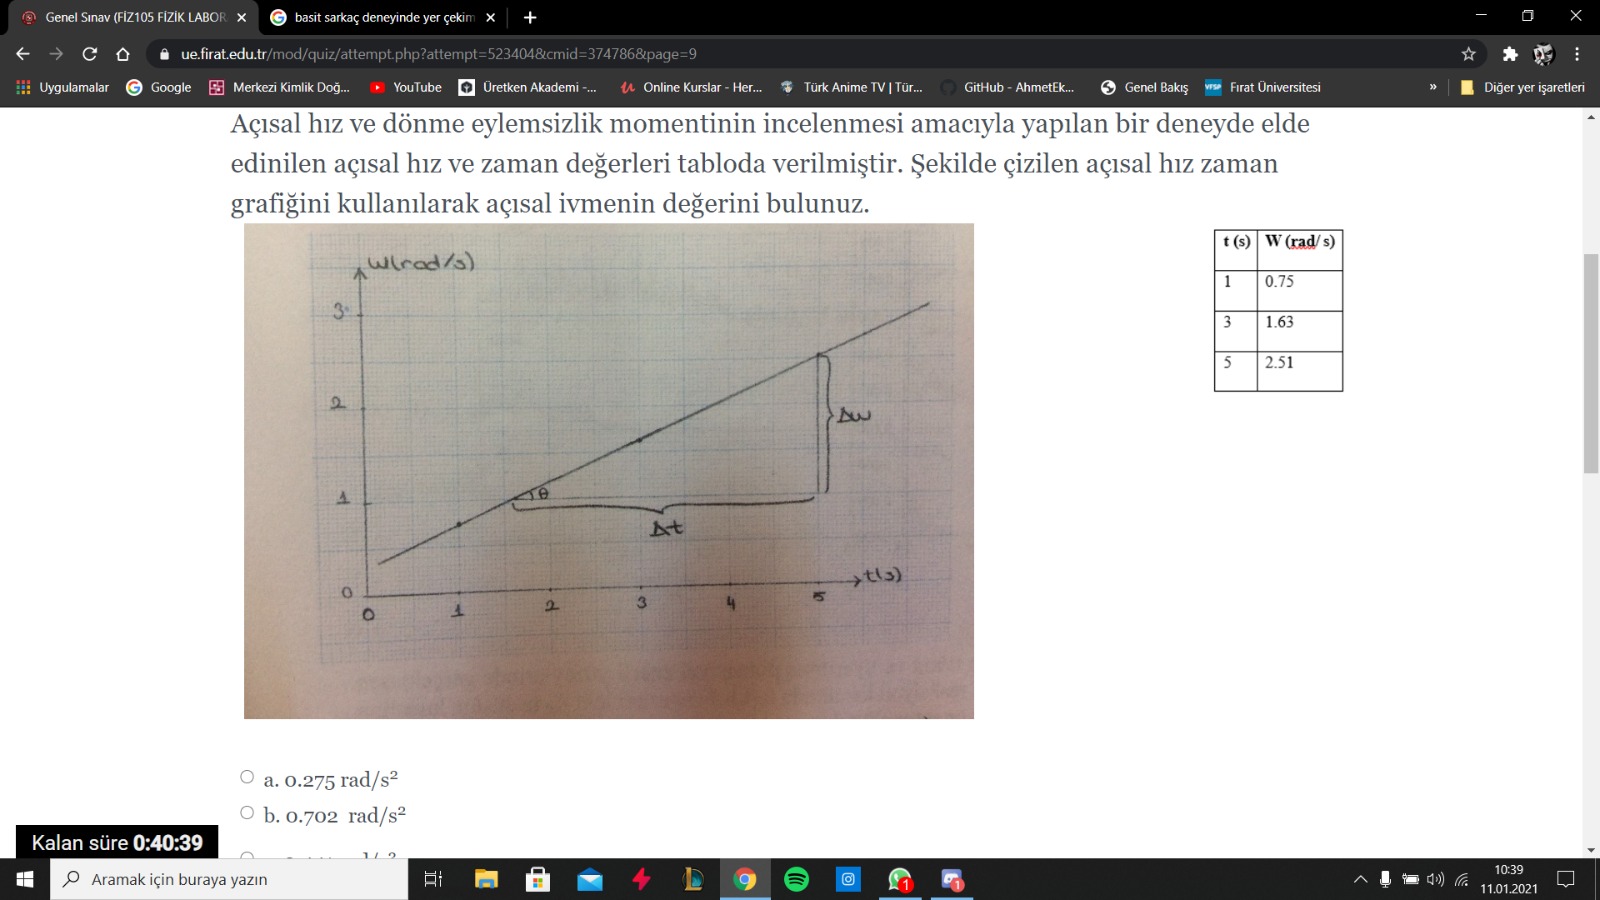 Genel Sınav (FİZ105 FİZİK LABOR
basit sarkaç deneyinde yer çekim
ue.firat.edu.tr/mod/quiz/attempt.php?attempt=523404&cmid=374786&page=9
Uygulamalar
Google
Merkezi Kimlik Doğ...
YouTube
Üretken Akademi -...
Online Kurslar - Her...
Türk Anime TV | Tür...
GitHub - AhmetEk...
Genel Bakış
VFSP
Fırat Üniversitesi
»
Diğer yer işaretleri
Açısal hız ve dönme eylemsizlik momentinin incelenmesi amacıyla yapılan bir deneyde elde
edinilen açısal hız ve zaman değerleri tabloda verilmiştir. Şekilde çizilen açısal hız zaman
grafiğini kullanılarak açısal ivmenin değerini bulunuz.
W(rad/s)
3
2
1
0
θ
Δw
Δt
t(s)
0 1 2 3 4 5
t (s) W (rad/ s)
1 0.75
3 1.63
5 2.51
a. 0.275 rad/s²
b. 0.702 rad/s²
Kalan süre 0:40:39
Aramak için buraya yazın
1
1
10:39
11.01.2021